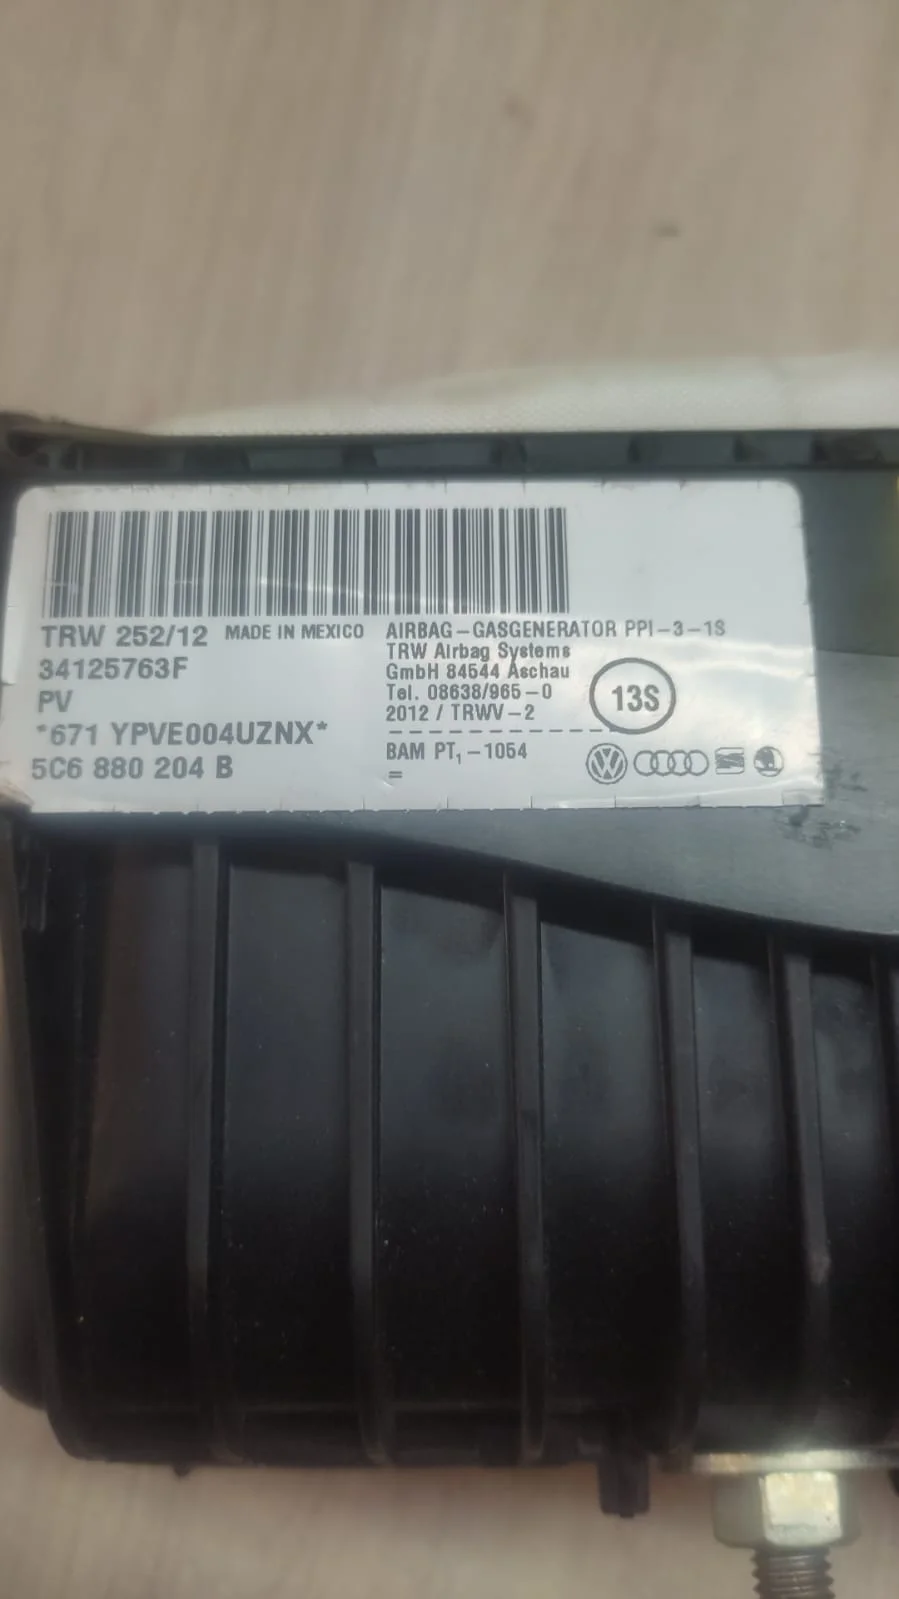 TRW 252/12 MADE IN MEXICO
34125763F
PV
*671 YPVE004UZNX*
5C6 880 204 B
AIRBAG-GASGENERATOR PPI-3-1S
TRW Airbag Systems
GmbH 84544 Aschau
Tel. 08638/965-0
2012 / TRWV-2
13S
BAM PT₁-1054
=